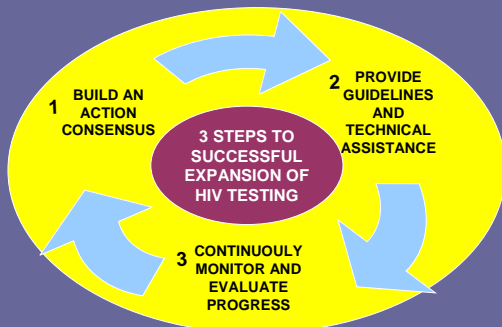 1 BUILD AN
ACTION
CONSENSUS
2 PROVIDE
GUIDELINES
AND
TECHNICAL
ASSISTANCE
3 STEPS TO
SUCCESSFUL
EXPANSION OF
HIV TESTING
3 CONTINUOULY
MONITOR AND
EVALUATE
PROGRESS